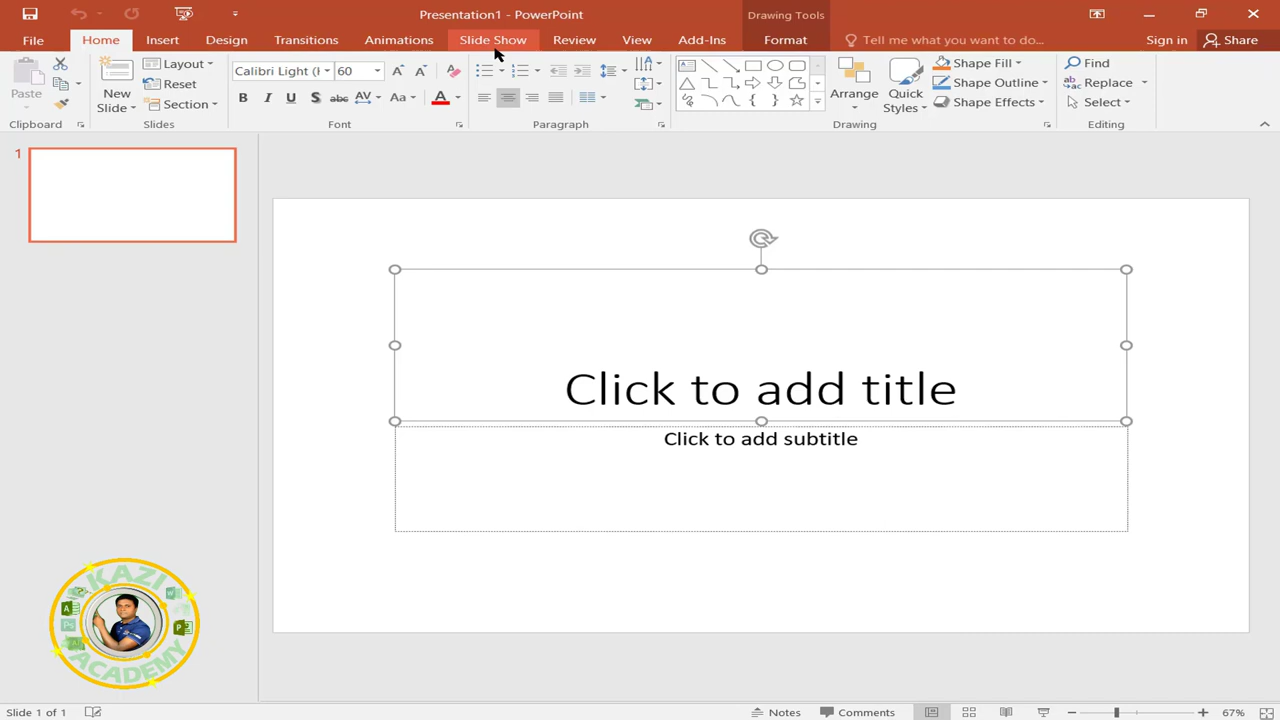 Presentation1 - PowerPoint
Drawing Tools
File
Home
Insert
Design
Transitions
Animations
Slide Show
Review
View
Add-Ins
Format
Tell me what you want to do...
Sign in
Share
Paste
Clipboard
New
Slide
Layout
Reset
Section
Slides
Calibri Light (I
60
B I U S abc AV Aa A
Font
Paragraph
Arrange
Quick
Styles
Shape Fill
Shape Outline
Shape Effects
Drawing
Find
Replace
Select
Editing
1
Click to add title
Click to add subtitle
KAZI
ACADEMY
Slide 1 of 1
Notes
Comments
67%